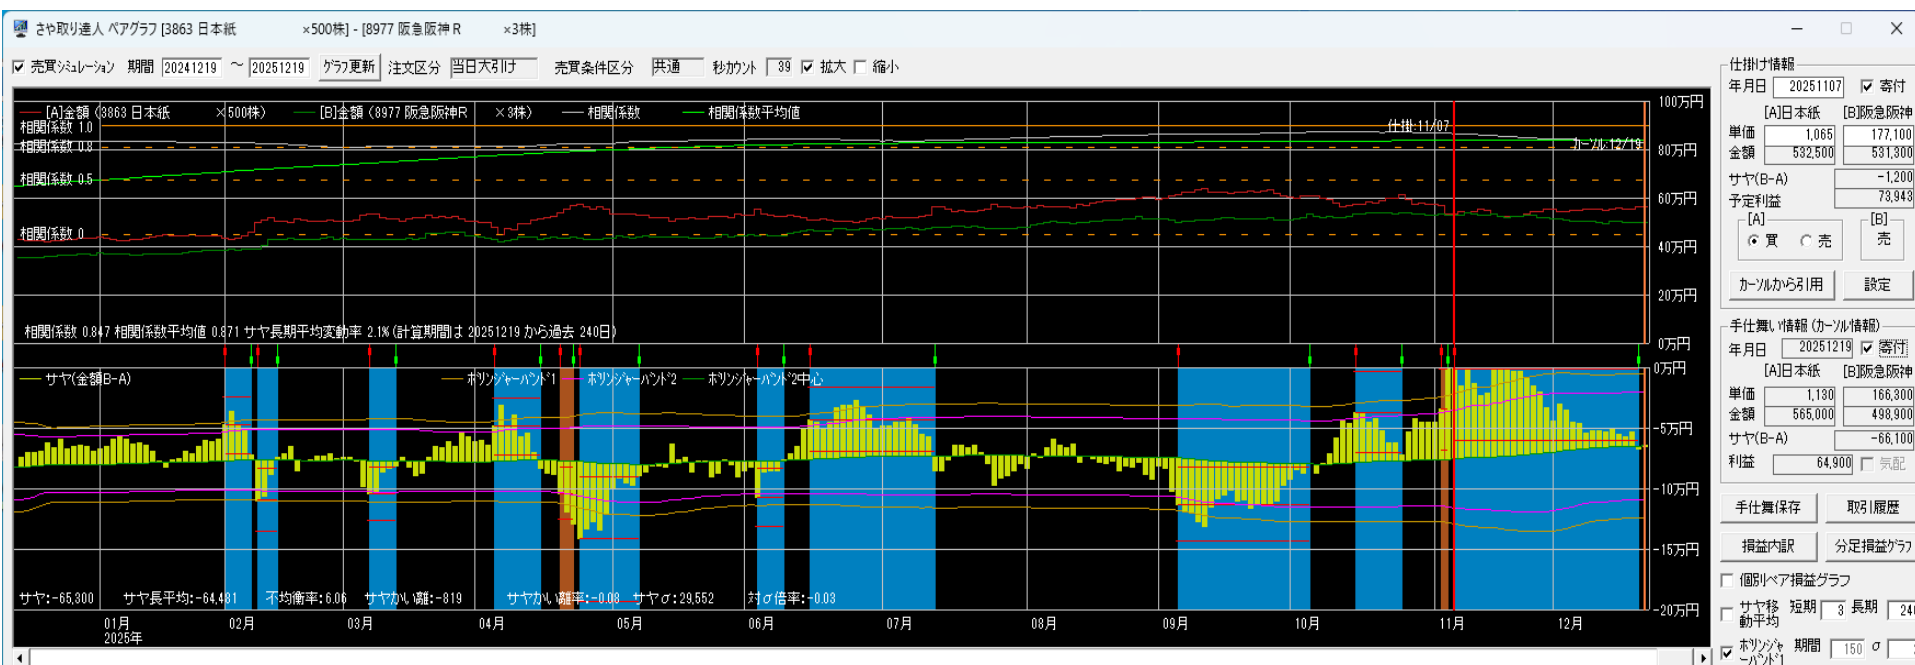 さや取り達人 ペアグラフ [3863 日本紙 ×500株] - [8977 阪急阪神R ×3株]
売買シミュレーション 期間 20241219 ～ 20251219 グラフ更新 注文区分 当日大引け 売買条件区分 共通 秒カウント 39 拡大 縮小
[A]金額 (3863 日本紙 ×500株) [B]金額 (8977 阪急阪神R ×3株) 相関係数 相関係数平均値
相関係数 1.0
相関係数 0.8
相関係数 0.5
相関係数 0
仕掛:11/07
カーソル:12/19
100万円
80万円
60万円
40万円
20万円
0万円
相関係数 0.847 相関係数平均値 0.871 サヤ長期平均変動率 2.1% (計算期間は 20251219 から過去 240日)
サヤ(金額B-A) ボリンジャーバンド1 ボリンジャーバンド2 ボリンジャーバンド2中心
0万円
-5万円
-10万円
-15万円
-20万円
サヤ:-65,300 サヤ長平均:-64,481 不均衡率:6.06 サヤかい離:-819 サヤかい離率:-0.08 サヤσ:29,552 対σ倍率:-0.03
01月 02月 03月 04月 05月 06月 07月 08月 09月 10月 11月 12月
2025年
仕掛け情報
年月日 20251107 寄付
[A]日本紙 [B]阪急阪神
単価 1,065 177,100
金額 532,500 531,300
サヤ(B-A) -1,200
予定利益 73,943
[A] [B]
買 売 売
カーソルから引用 設定
手仕舞い情報 (カーソル情報)
年月日 20251219 寄付
[A]日本紙 [B]阪急阪神
単価 1,130 166,300
金額 565,000 498,900
サヤ(B-A) -66,100
利益 64,900 気配
手仕舞保存 取引履歴
損益内訳 分足損益グラフ
個別ペア損益グラフ
サヤ移動平均 短期 3 長期 240
ボリンジャーバンド1 期間 150 σ